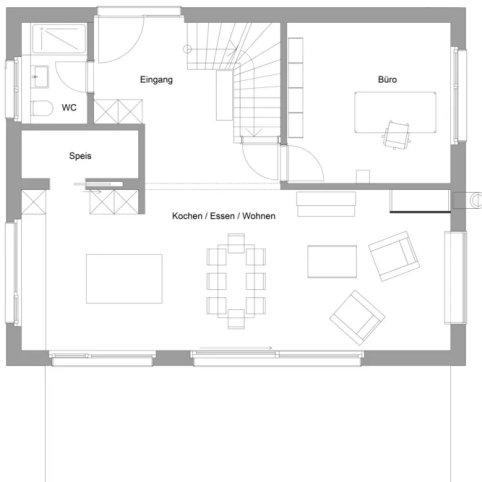 Eingang
Büro
WC
Speis
Kochen / Essen / Wohnen